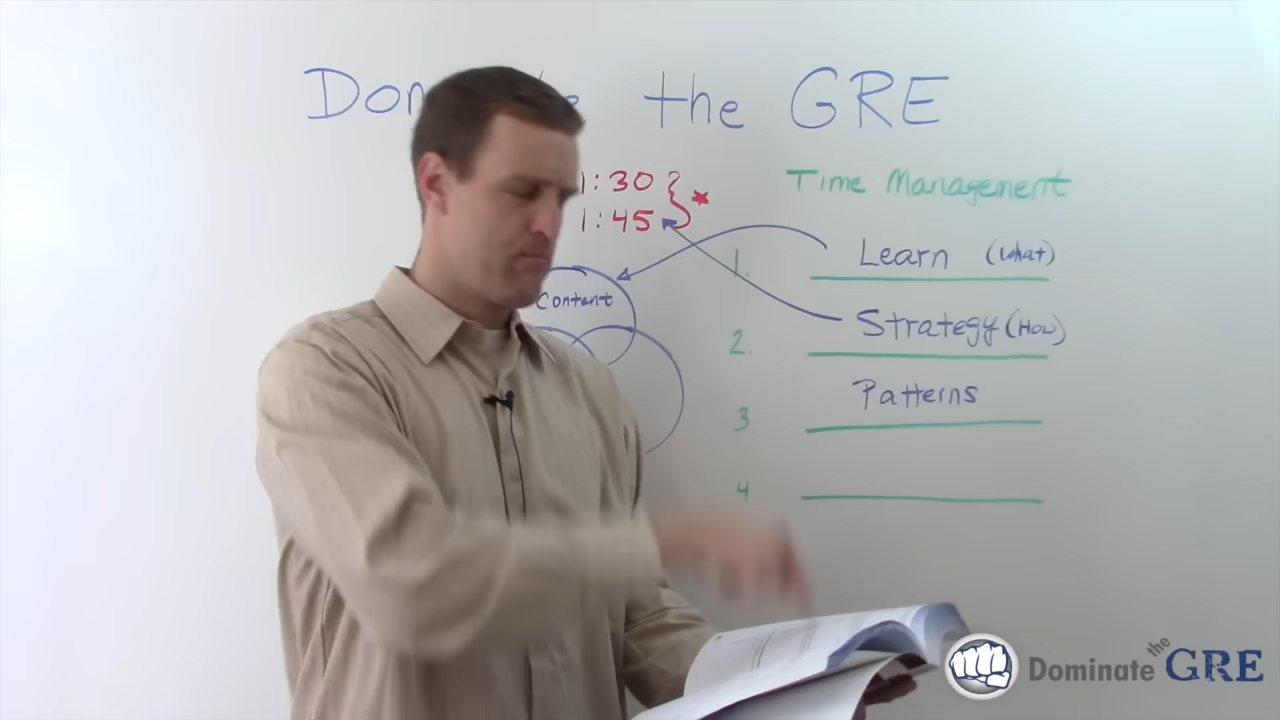 Dom the GRE
1:30
1:45
Time Management
Content
1. Learn (What)
2. Strategy (How)
3. Patterns
4
Dominate the GRE